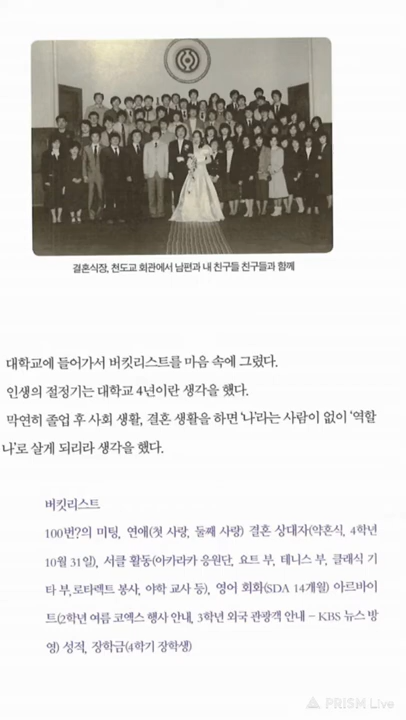 결혼식장, 천도교 회관에서 남편과 내 친구들 친구들과 함께
대학교에 들어가서 버킷리스트를 마음 속에 그렸다.
인생의 절정기는 대학교 4년이란 생각을 했다.
막연히 졸업 후 사회 생활, 결혼 생활을 하면 '나'라는 사람이 없이 '역할
나'로 살게 되리라 생각을 했다.
버킷리스트
100번?의 미팅, 연애(첫 사랑, 둘째 사랑) 결혼 상대자(약혼식, 4학년
10월 31일), 서클 활동(아카라카 응원단, 요트 부, 테니스 부, 클래식 기
타 부,로타랙트 봉사, 야학 교사 등), 영어 회화(SDA 14개월) 아르바이
트(2학년 여름 코엑스 행사 안내, 3학년 외국 관광객 안내 – KBS 뉴스 방
영) 성적, 장학금(4학기 장학생)
PRISM Live